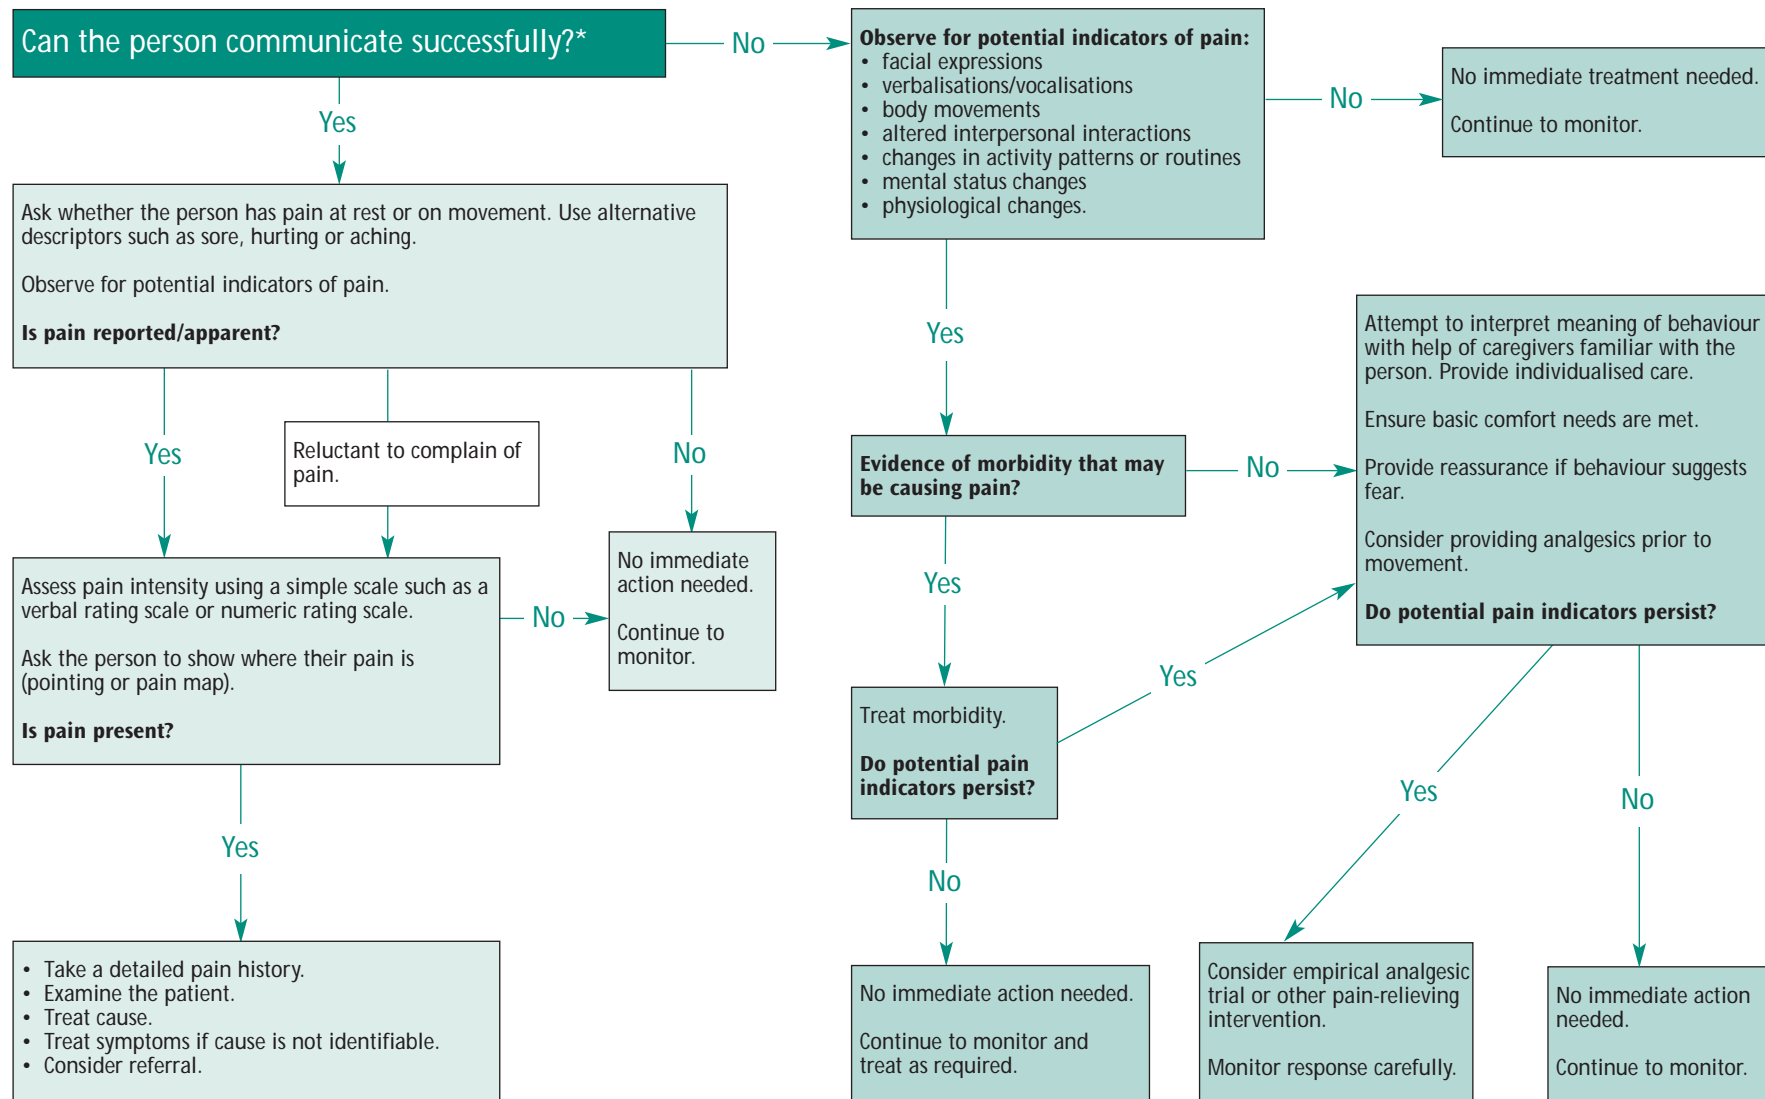 Can the person communicate successfully?*
No
Observe for potential indicators of pain:
• facial expressions
• verbalisations/vocalisations
• body movements
• altered interpersonal interactions
• changes in activity patterns or routines
• mental status changes
• physiological changes.
No
No immediate treatment needed.
Continue to monitor.
Yes
Ask whether the person has pain at rest or on movement. Use alternative
descriptors such as sore, hurting or aching.
Observe for potential indicators of pain.
Is pain reported/apparent?
Yes
Reluctant to complain of
pain.
No
No immediate
action needed.
Continue to
monitor.
Assess pain intensity using a simple scale such as a
verbal rating scale or numeric rating scale.
Ask the person to show where their pain is
(pointing or pain map).
Is pain present?
No
Yes
• Take a detailed pain history.
• Examine the patient.
• Treat cause.
• Treat symptoms if cause is not identifiable.
• Consider referral.
Yes
Evidence of morbidity that may
be causing pain?
No
Attempt to interpret meaning of behaviour
with help of caregivers familiar with the
person. Provide individualised care.
Ensure basic comfort needs are met.
Provide reassurance if behaviour suggests
fear.
Consider providing analgesics prior to
movement.
Do potential pain indicators persist?
Yes
Treat morbidity.
Do potential pain
indicators persist?
Yes
No
No immediate action needed.
Continue to monitor and
treat as required.
Yes
Consider empirical analgesic
trial or other pain-relieving
intervention.
Monitor response carefully.
No
No immediate action
needed.
Continue to monitor.